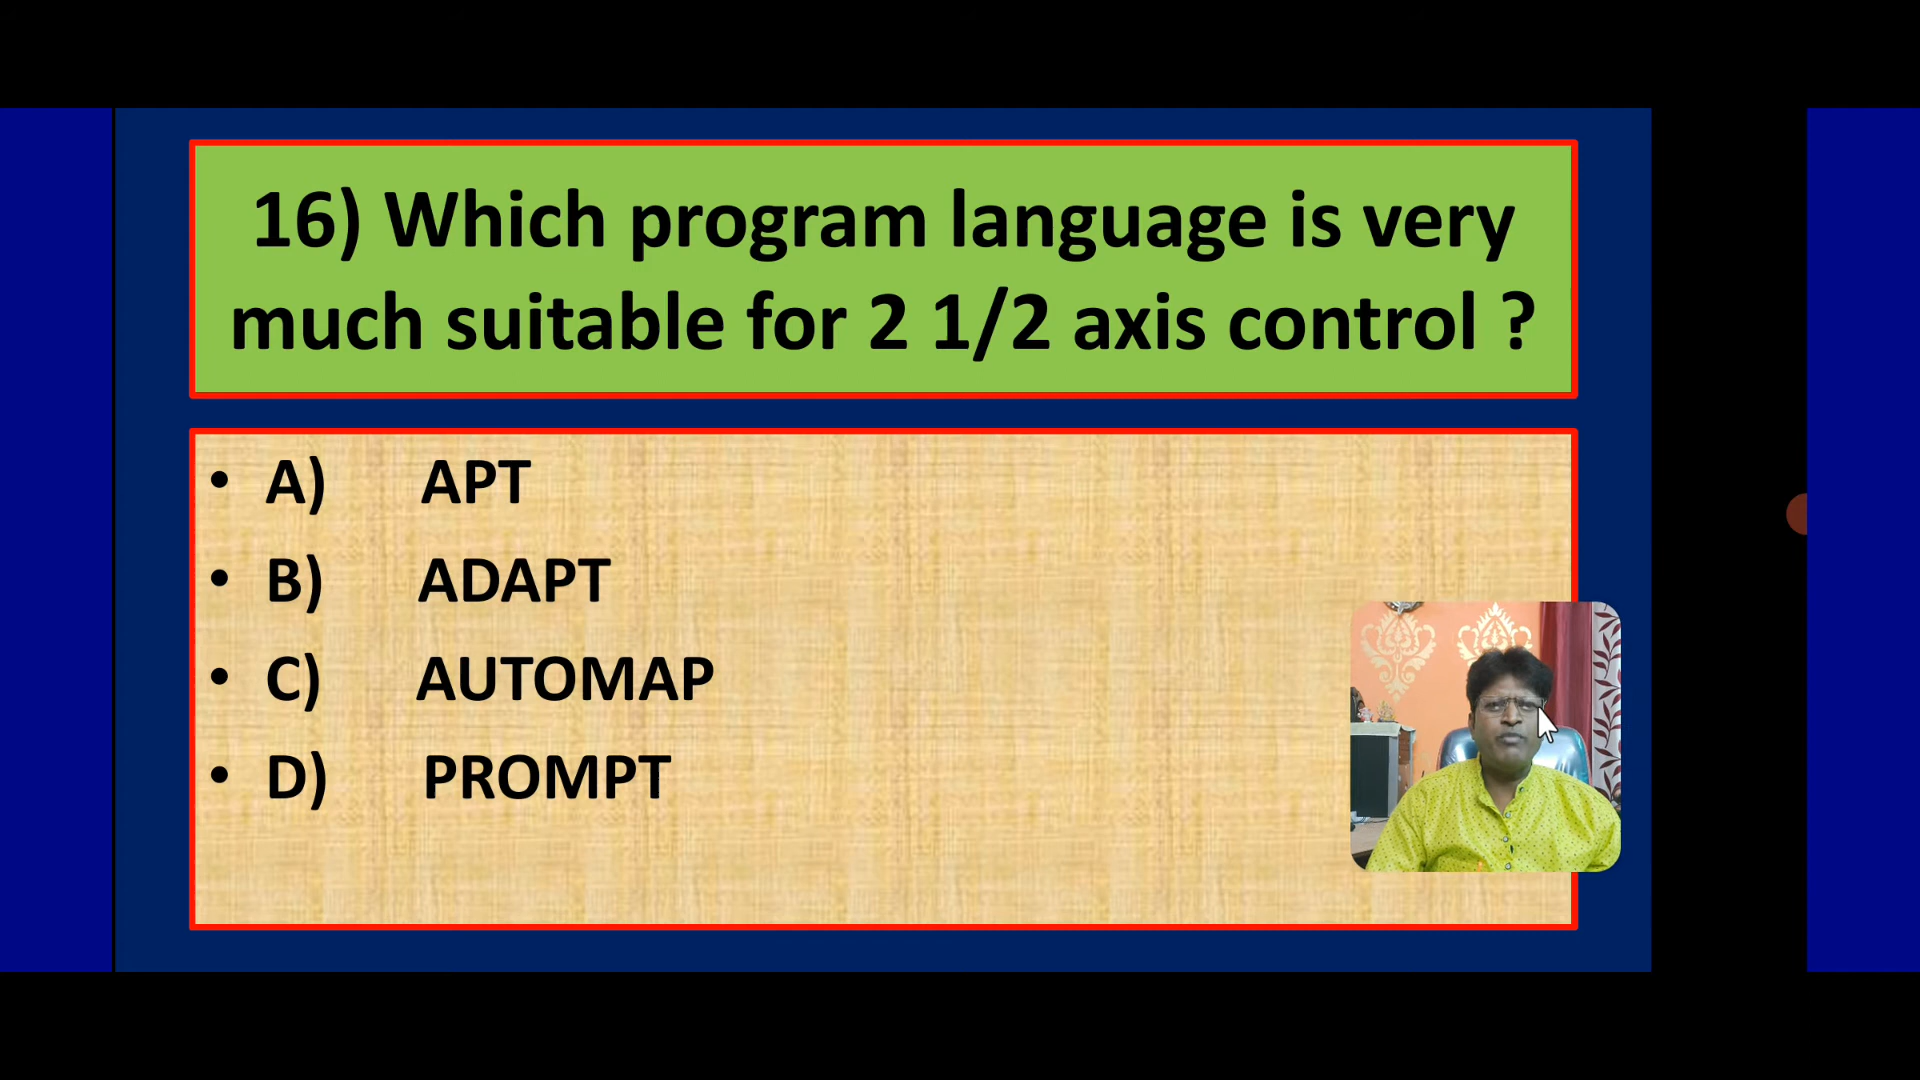 16) Which program language is very
much suitable for 2 1/2 axis control ?
• A) APT
• B) ADAPT
• C) AUTOMAP
• D) PROMPT